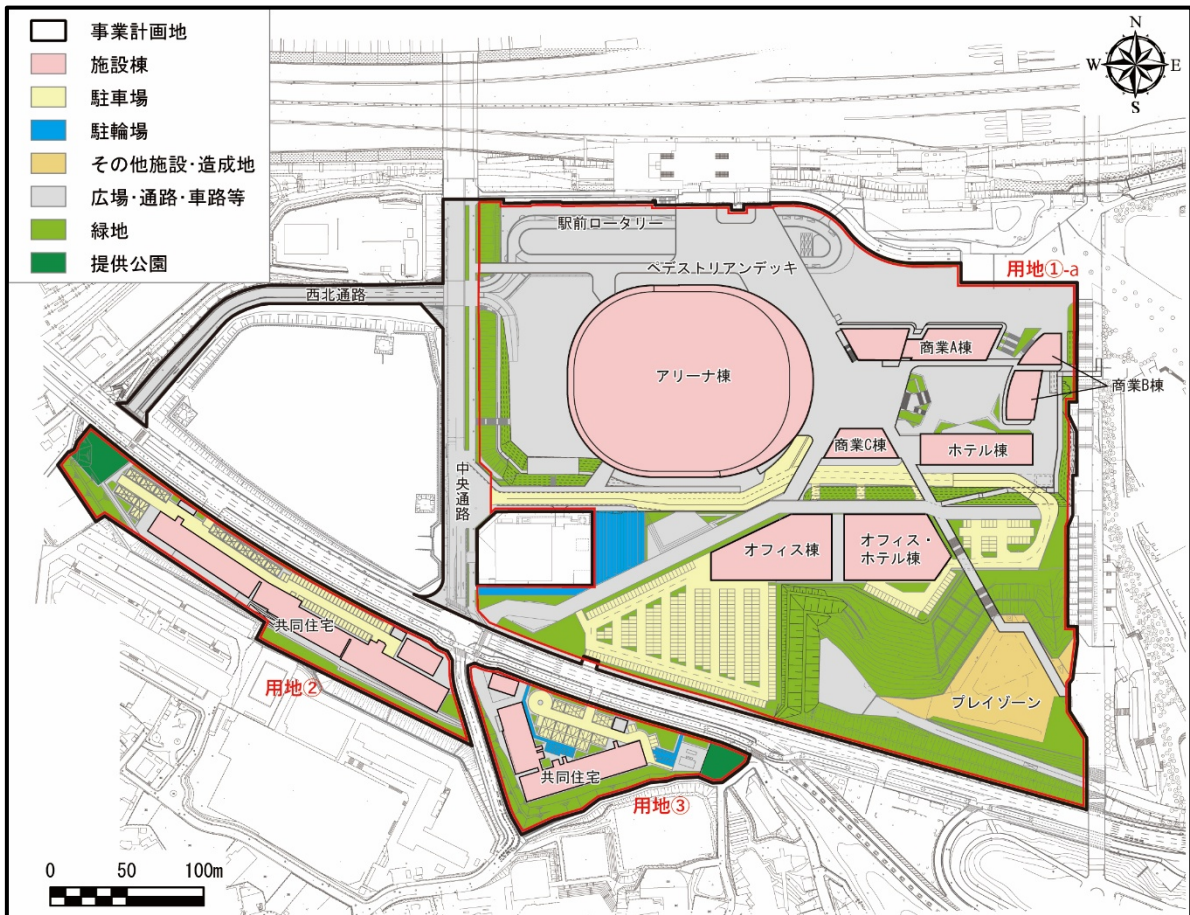 事業計画地
施設棟
駐車場
駐輪場
その他施設・造成地
広場・通路・車路等
緑地
提供公園
N
W
E
S
駅前ロータリー
ペデストリアンデッキ
用地①-a
西北通路
商業A棟
アリーナ棟
商業B棟
商業C棟
ホテル棟
中央通路
オフィス棟
オフィス・
ホテル棟
共同住宅
用地②
プレイゾーン
共同住宅
用地③
0 50 100m